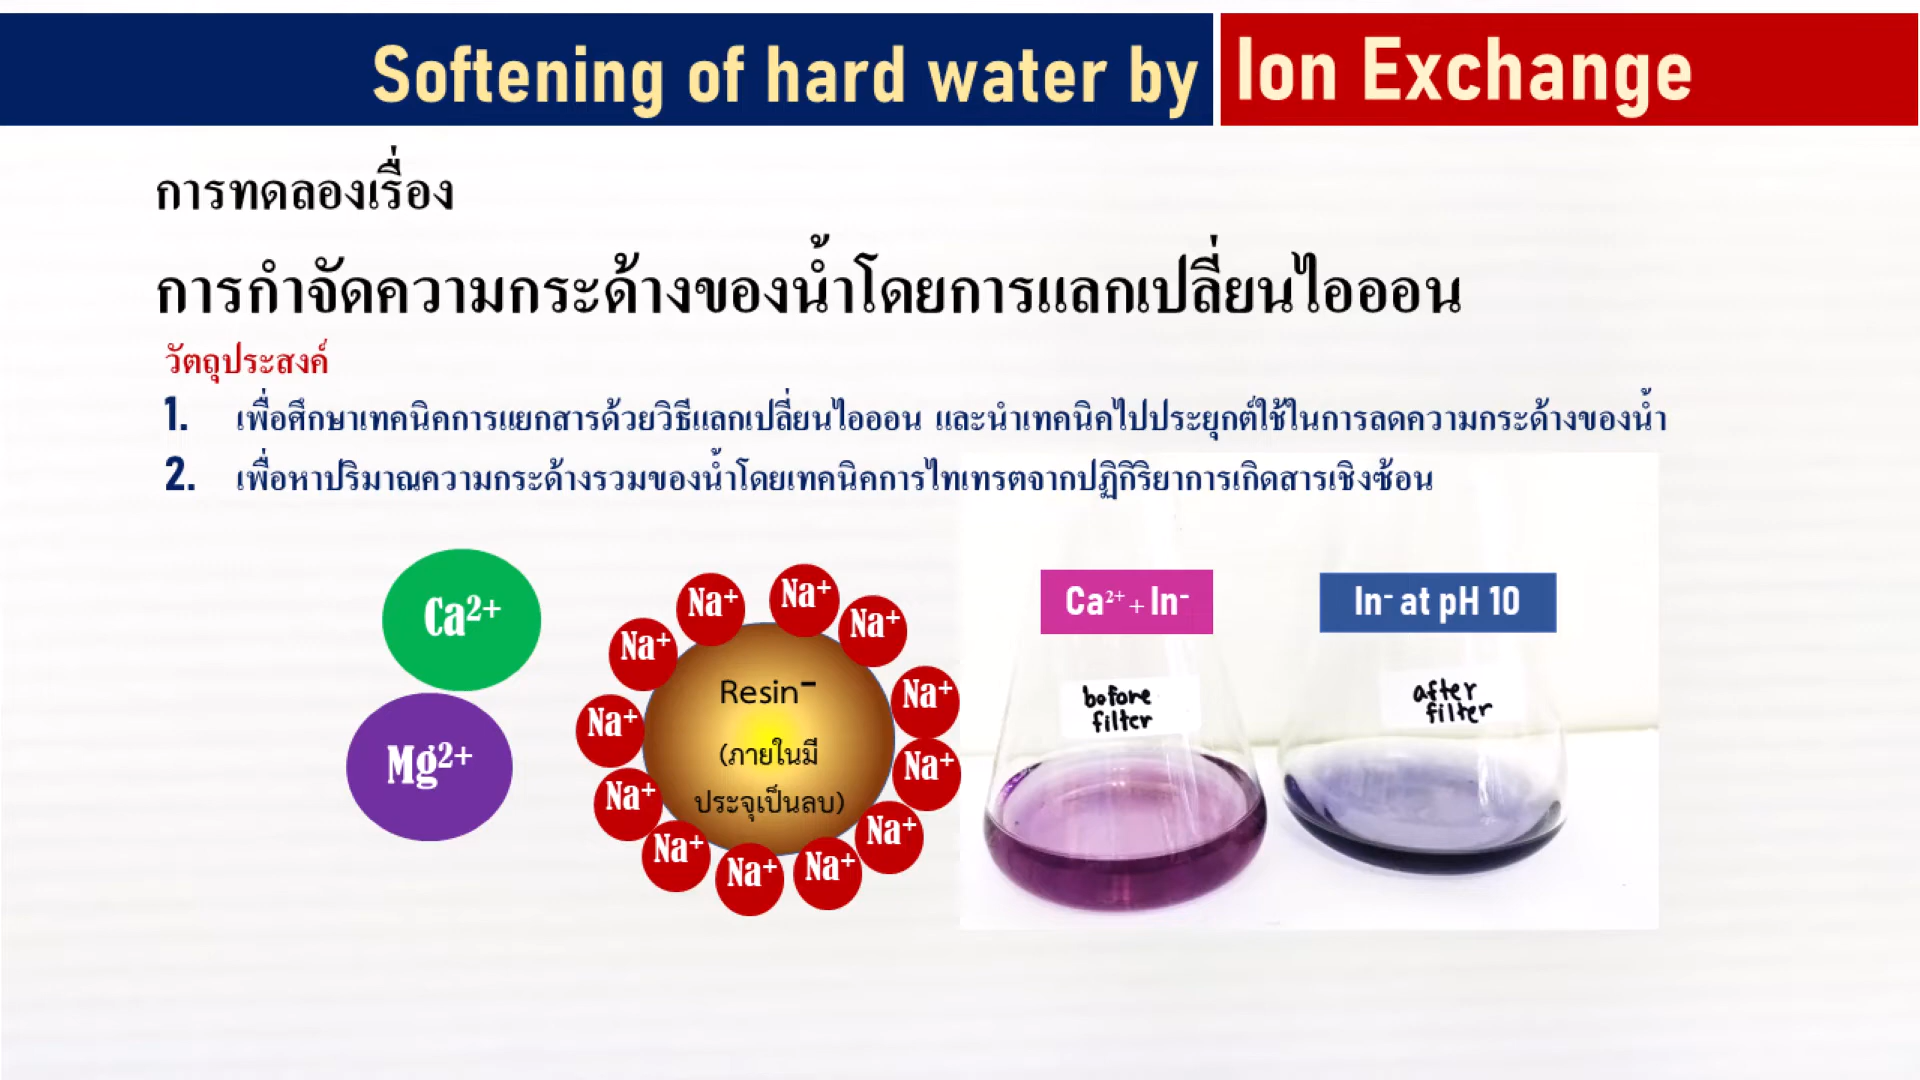 Softening of hard water by Ion Exchange
การทดลองเรื่อง
การกำจัดความกระด้างของน้ำโดยการแลกเปลี่ยนไอออน
วัตถุประสงค์
1. เพื่อศึกษาเทคนิคการแยกสารด้วยวิธีแลกเปลี่ยนไอออน และนำเทคนิคไปประยุกต์ใช้ในการลดความกระด้างของน้ำ
2. เพื่อหาปริมาณความกระด้างรวมของน้ำโดยเทคนิคการไทเทรตจากปฏิกิริยาการเกิดสารเชิงซ้อน
Ca²⁺
Mg²⁺
Na⁺
Na⁺
Na⁺
Na⁺
Na⁺
Na⁺
Na⁺
Na⁺
Na⁺
Na⁺
Na⁺
Na⁺
Resin⁻
(ภายในมี
ประจุเป็นลบ)
Ca²⁺ + In⁻
In⁻ at pH 10
before
filter
after
filter